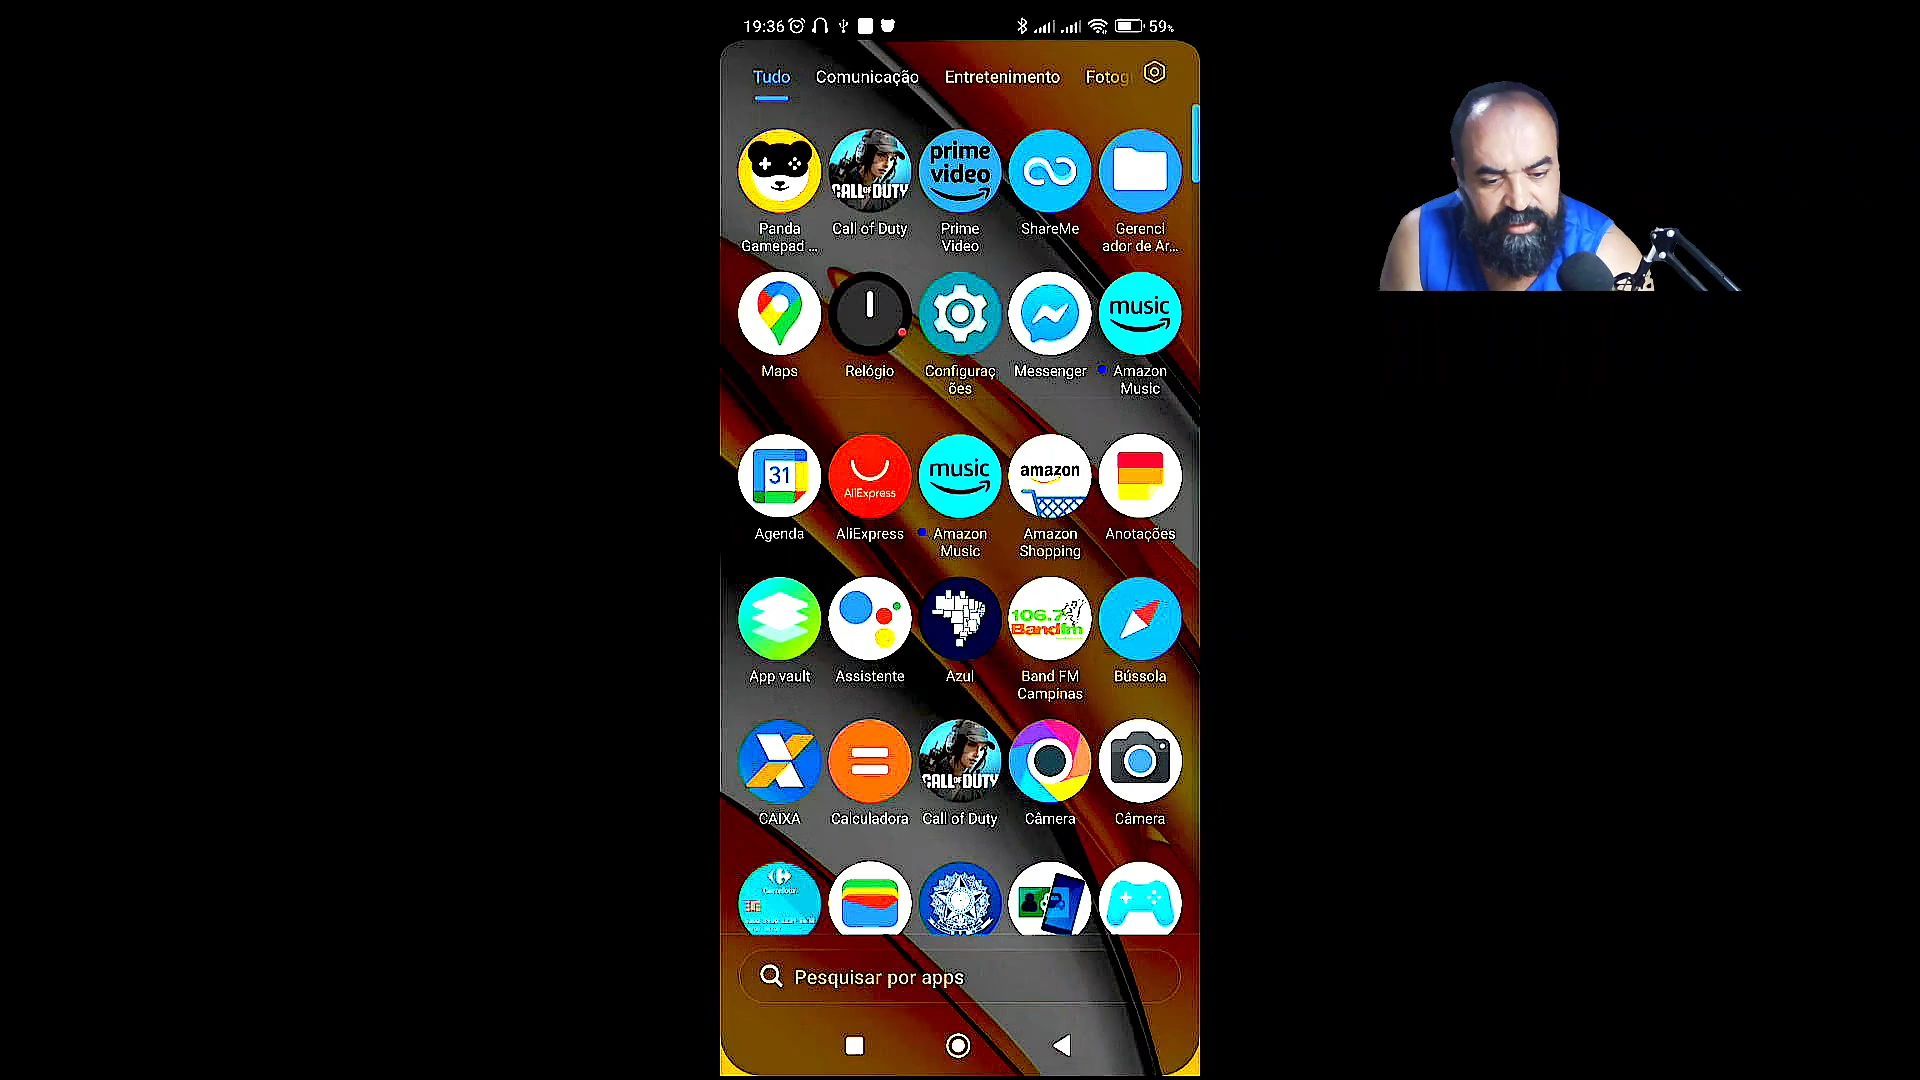 19:36 59%
Tudo Comunicação Entretenimento Fotog
prime
video
CALL OF DUTY
Panda
Gamepad ...
Call of Duty
Prime
Video
ShareMe
Gerenci
ador de Ar...
music
Maps
Relógio
Configuraç
ões
Messenger
Amazon
Music
31
AliExpress
music
amazon
Agenda
AliExpress
Amazon
Music
Amazon
Shopping
Anotações
106.7
Bandfm
App vault
Assistente
Azul
Band FM
Campinas
Bússola
CALL OF DUTY
CAIXA
Calculadora
Call of Duty
Câmera
Câmera
Carrefour
Pesquisar por apps